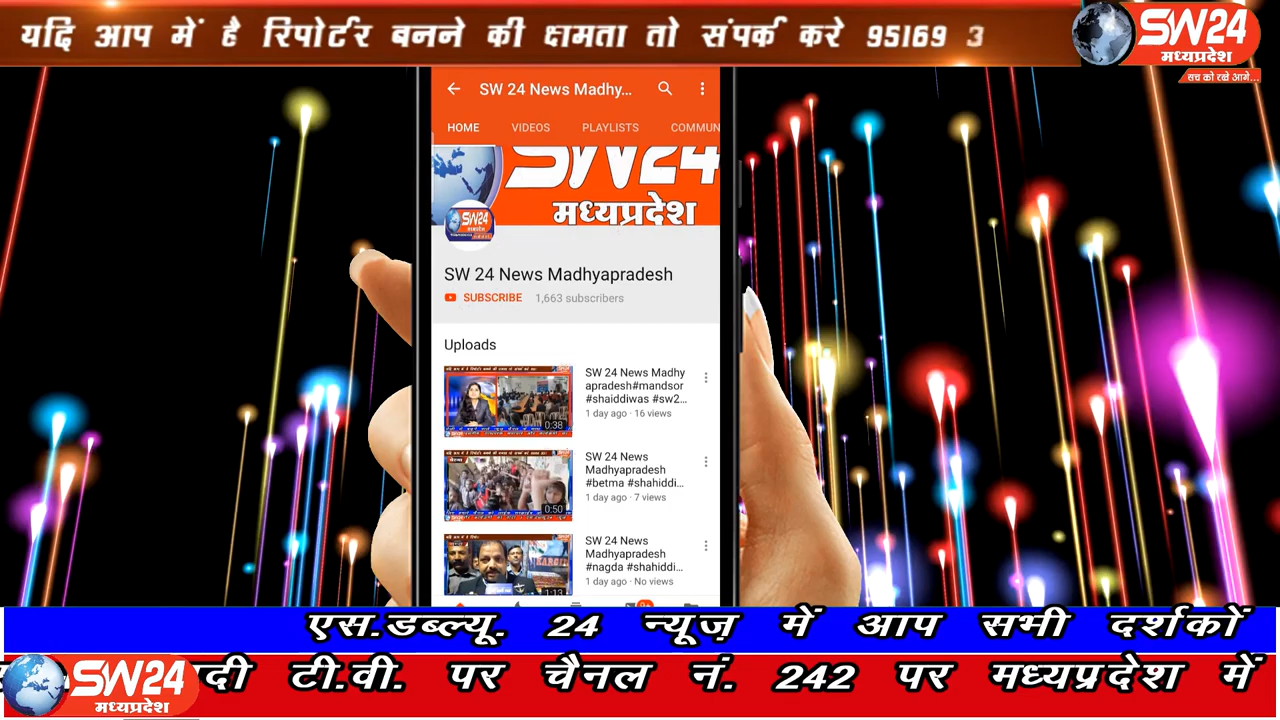 यदि आप में है रिपोर्टर बनने की क्षमता तो संपर्क करे 95169 3
SW24
मध्यप्रदेश
सच को रखे आगे...
SW 24 News Madhy...
HOME VIDEOS PLAYLISTS COMMUN
SW24
मध्यप्रदेश
SW24
SW 24 News Madhyapradesh
SUBSCRIBE 1,663 subscribers
Uploads
SW 24 News Madhy
apradesh#mandsor
#shaiddiwas #sw2...
1 day ago · 16 views
0:38
SW 24 News
Madhyapradesh
#betma #shahiddi...
1 day ago · 7 views
0:50
SW 24 News
Madhyapradesh
#nagda #shahiddi...
1 day ago · No views
1:13
एस.डब्ल्यू. 24 न्यूज़ में आप सभी दर्शकों
दी टी.वी. पर चैनल नं. 242 पर मध्यप्रदेश में
SW24
मध्यप्रदेश